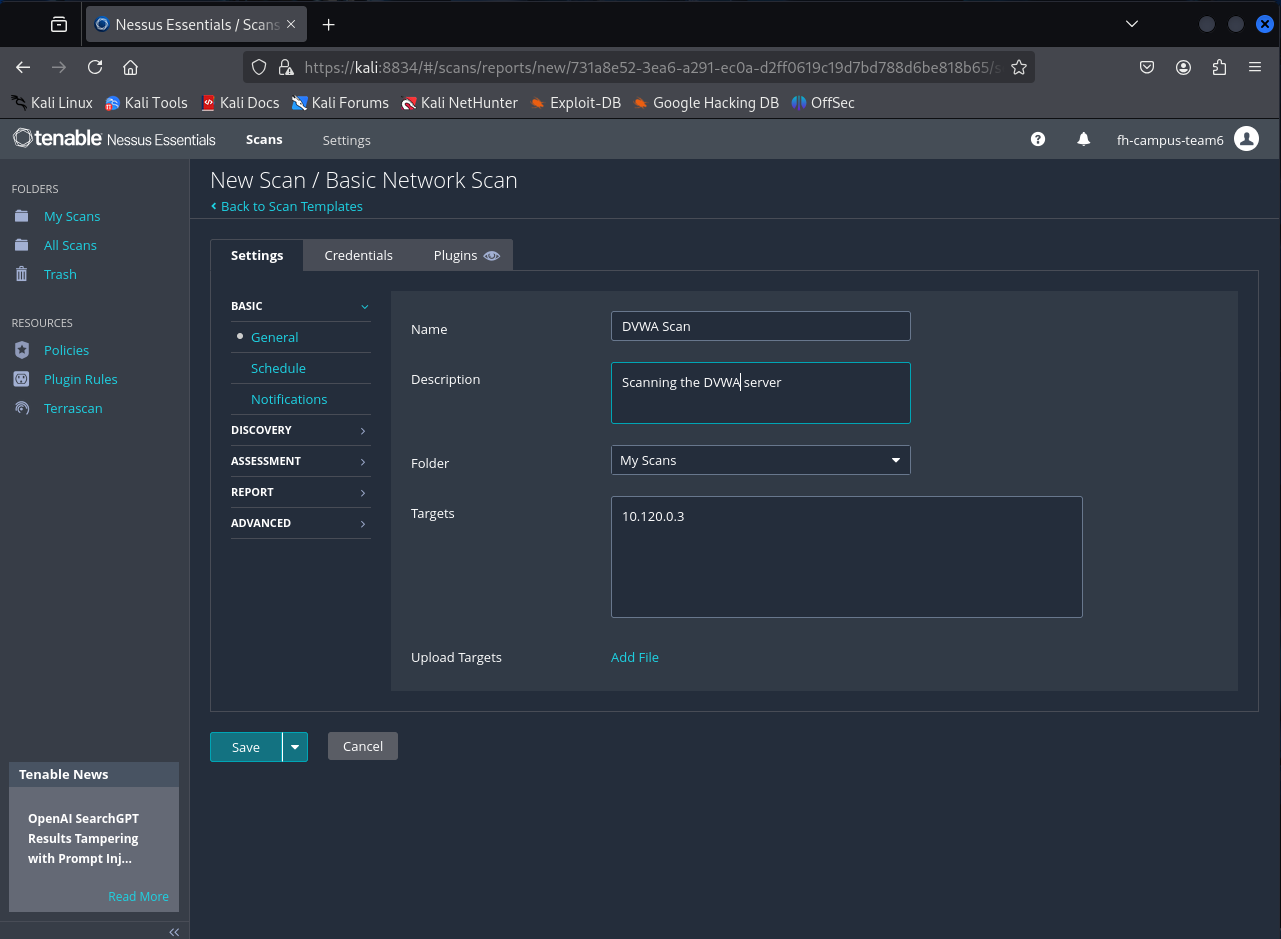 Nessus Essentials / Scans
https://kali:8834/#/scans/reports/new/731a8e52-3ea6-a291-ec0a-d2ff0619c19d7bd788d6be818b65/s
Kali Linux Kali Tools Kali Docs Kali Forums Kali NetHunter Exploit-DB Google Hacking DB OffSec
tenable Nessus Essentials Scans Settings fh-campus-team6
FOLDERS
My Scans
All Scans
Trash
RESOURCES
Policies
Plugin Rules
Terrascan
New Scan / Basic Network Scan
Back to Scan Templates
Settings Credentials Plugins
BASIC
General
Schedule
Notifications
DISCOVERY
ASSESSMENT
REPORT
ADVANCED
Name DVWA Scan
Description Scanning the DVWA server
Folder My Scans
Targets 10.120.0.3
Upload Targets Add File
Save Cancel
Tenable News
OpenAI SearchGPT
Results Tampering
with Prompt Inj...
Read More